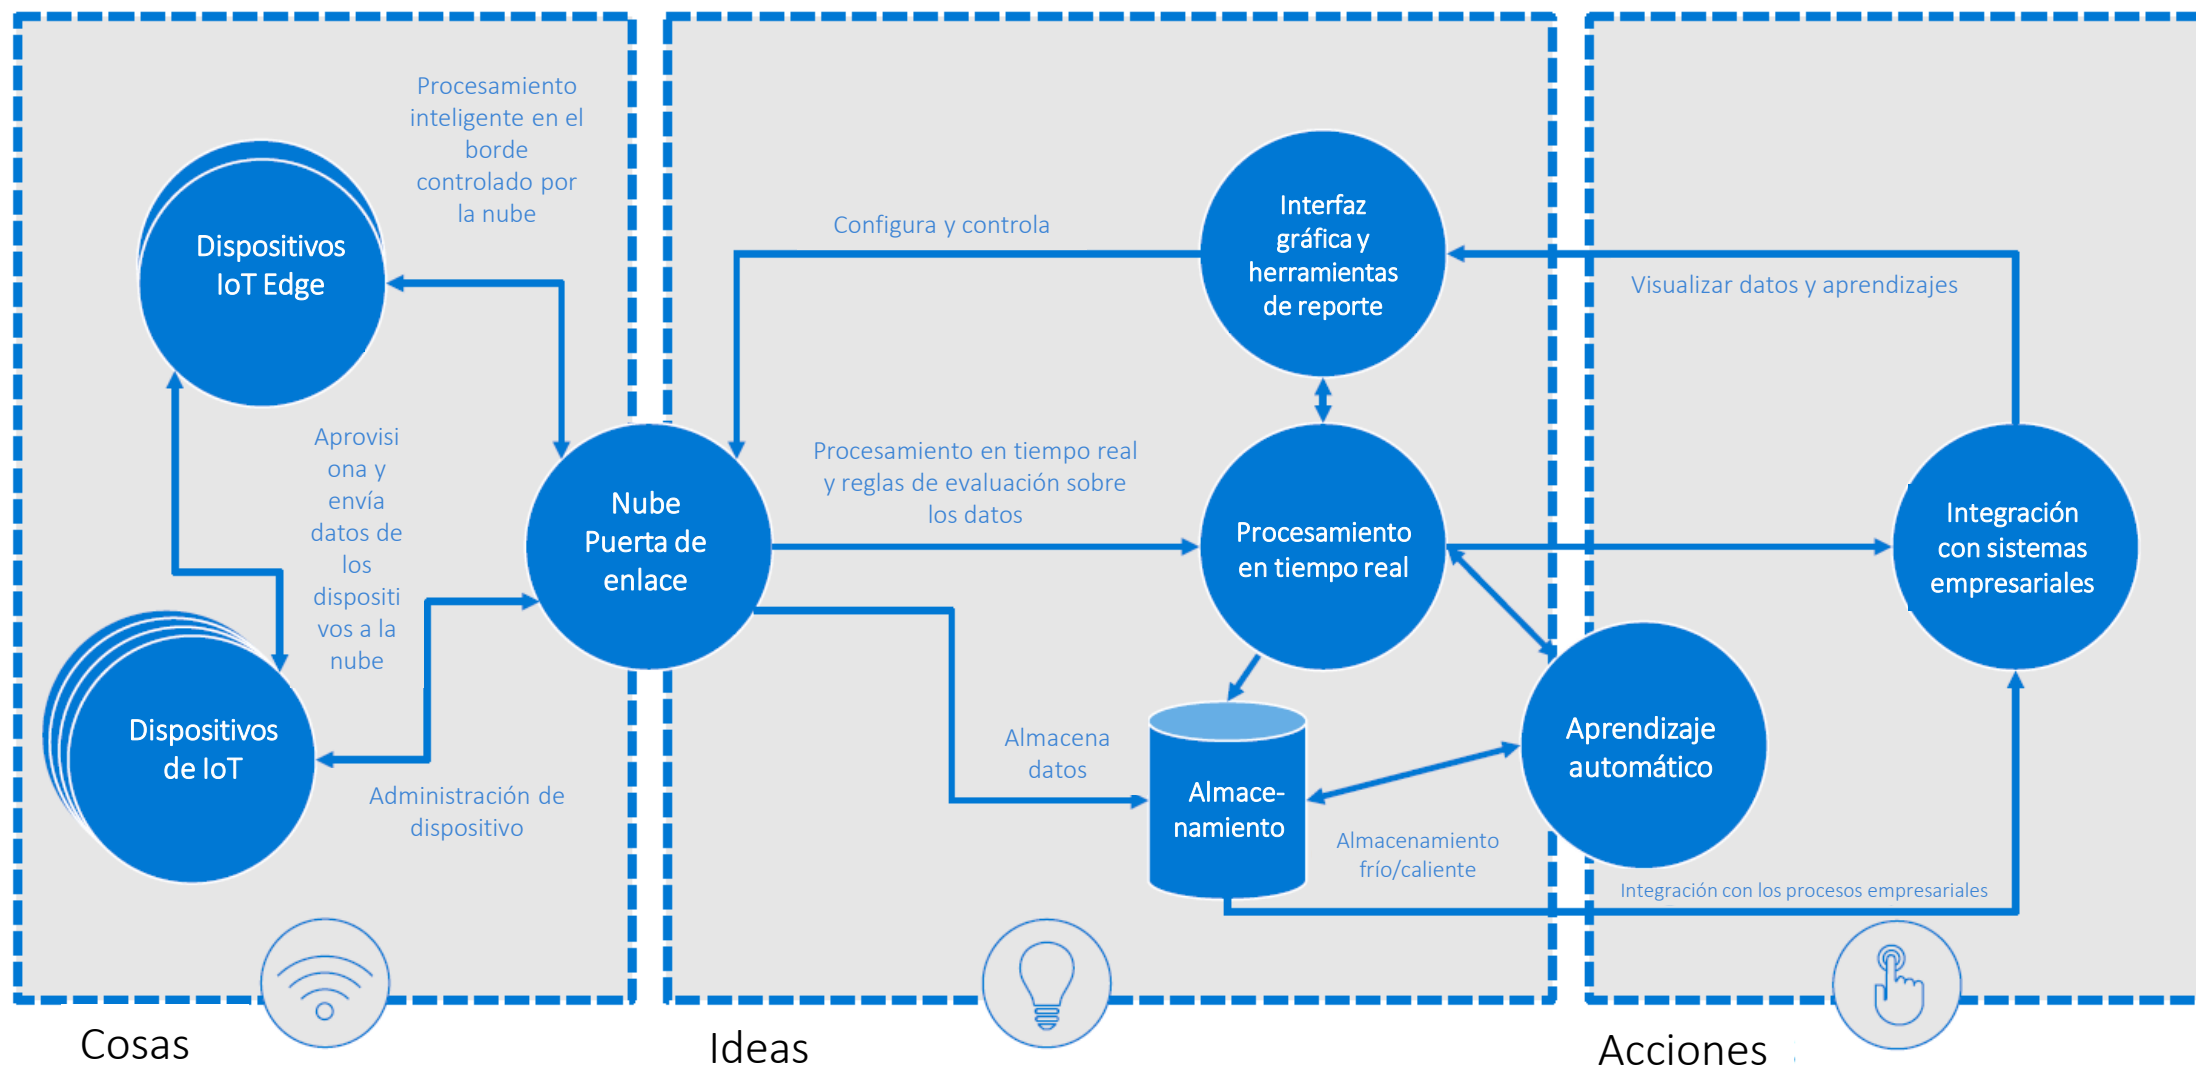 Procesamiento
inteligente en el
borde
controlado por
la nube
Dispositivos
IoT Edge
Aprovisi
ona y
envía
datos de
los
dispositi
vos a la
nube
Dispositivos
de IoT
Administración de
dispositivo
Nube
Puerta de
enlace
Configura y controla
Interfaz
gráfica y
herramientas
de reporte
Procesamiento en tiempo real
y reglas de evaluación sobre
los datos
Procesamiento
en tiempo real
Almacena
datos
Almace-
namiento
Almacenamiento
frío/caliente
Aprendizaje
automático
Visualizar datos y aprendizajes
Integración
con sistemas
empresariales
Integración con los procesos empresariales
Cosas
Ideas
Acciones